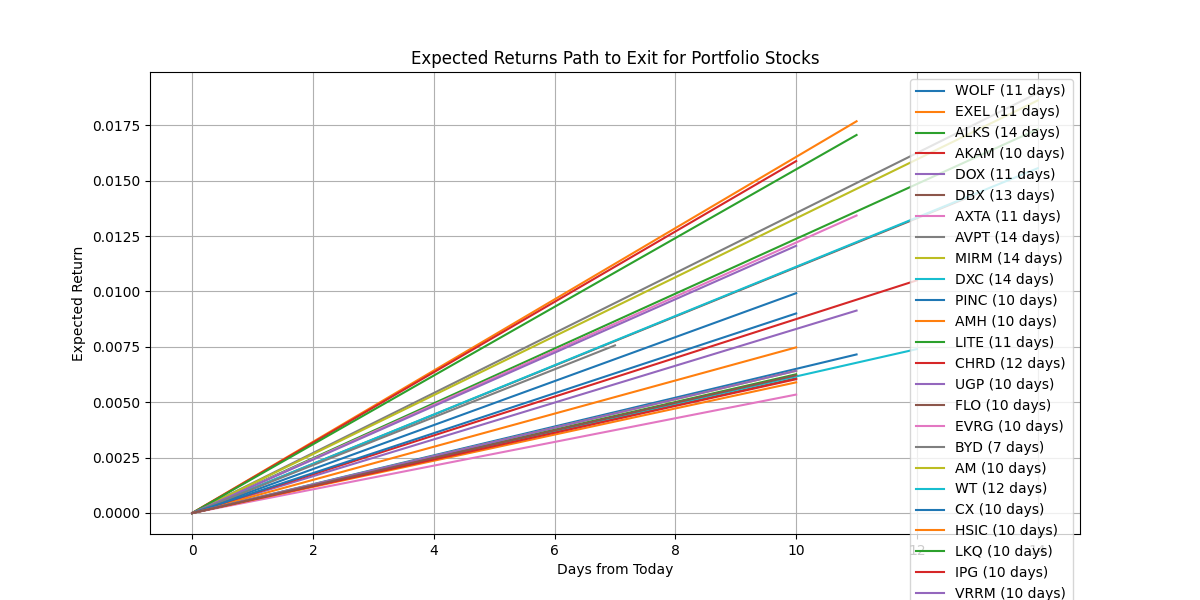 Expected Returns Path to Exit for Portfolio Stocks
Expected Return
0.0175
0.0150
0.0125
0.0100
0.0075
0.0050
0.0025
0.0000
0
2
4
6
8
10
12
Days from Today
WOLF (11 days)
EXEL (11 days)
ALKS (14 days)
AKAM (10 days)
DOX (11 days)
DBX (13 days)
AXTA (11 days)
AVPT (14 days)
MIRM (14 days)
DXC (14 days)
PINC (10 days)
AMH (10 days)
LITE (11 days)
CHRD (12 days)
UGP (10 days)
FLO (10 days)
EVRG (10 days)
BYD (7 days)
AM (10 days)
WT (12 days)
CX (10 days)
HSIC (10 days)
LKQ (10 days)
IPG (10 days)
VRRM (10 days)